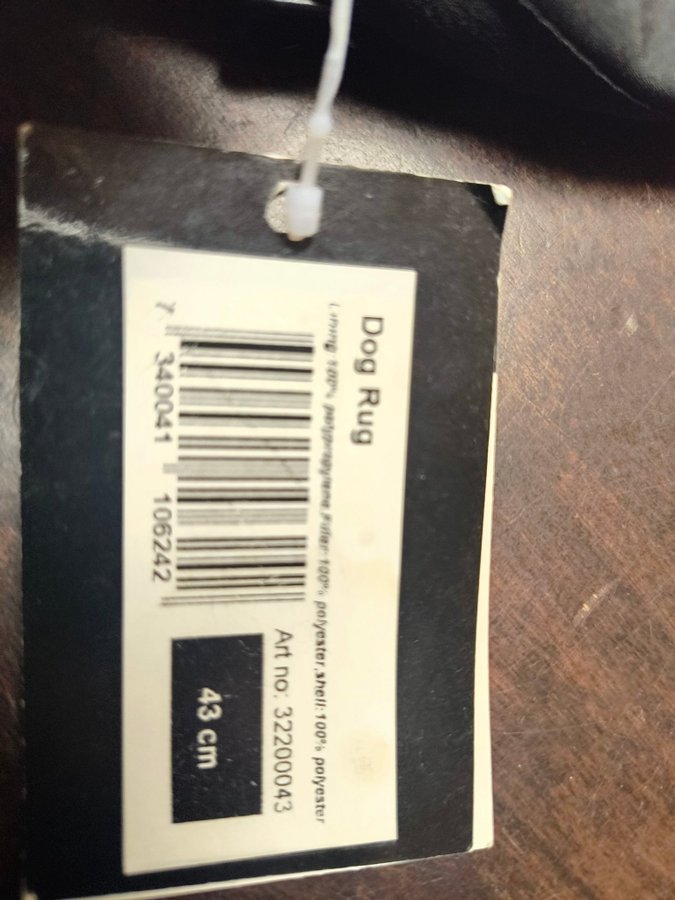 Dog Rug
Lining:100% polypropylene,Filler:100% polyester,shell:100% polyester
7 340041 106242
Art no: 32200043
43 cm